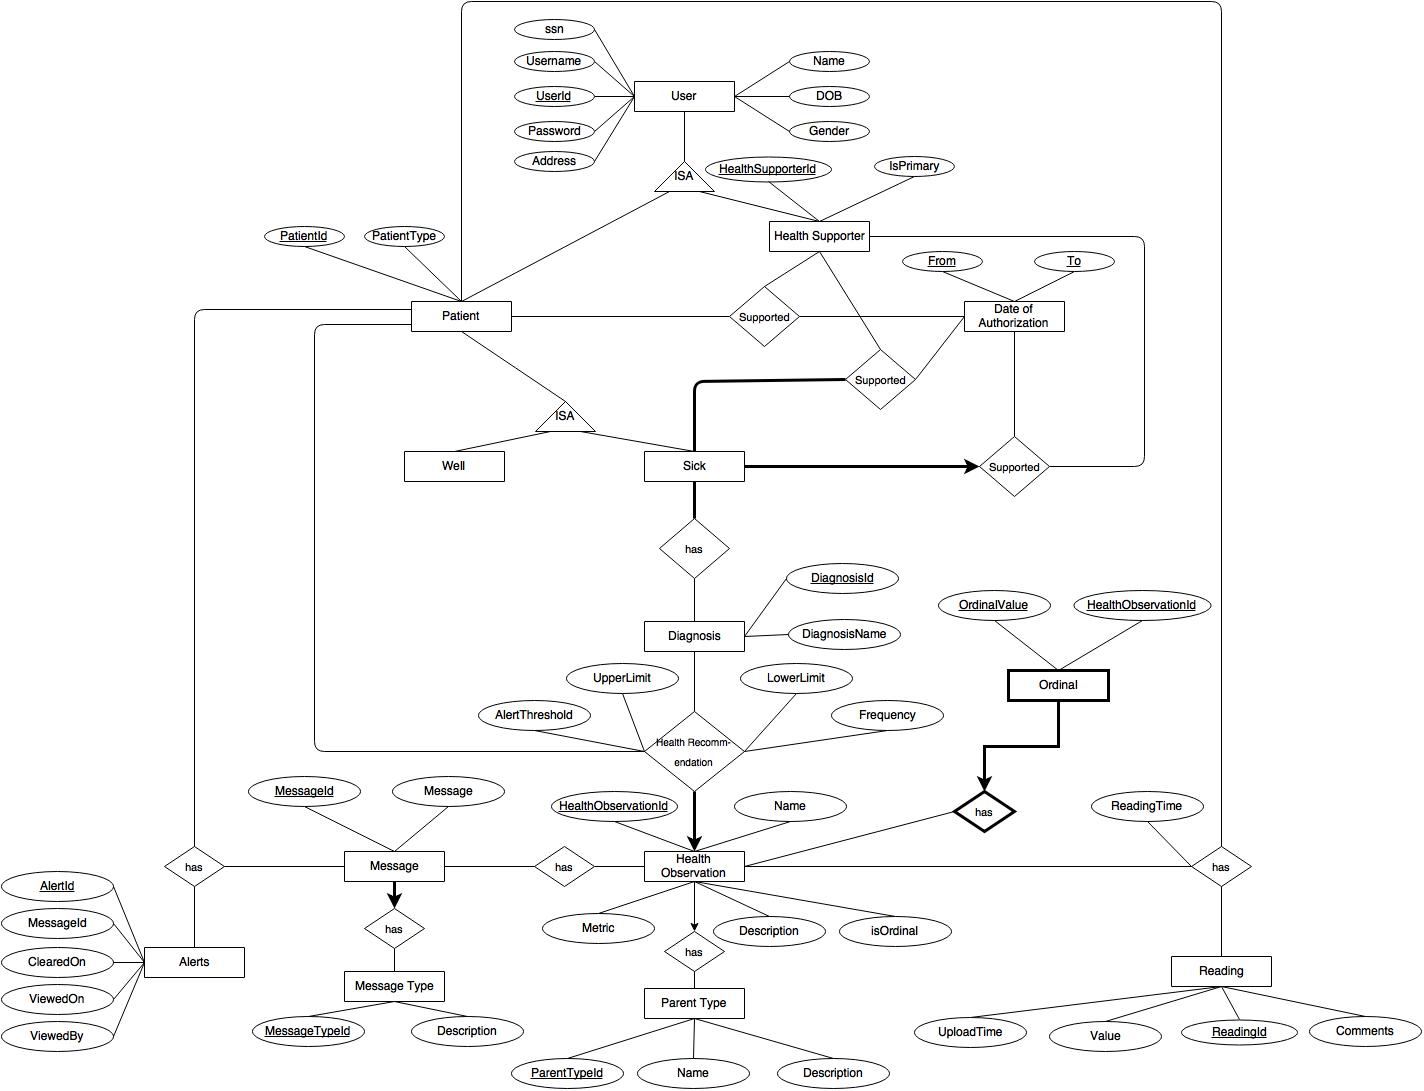 ssn
Username
Name
UserId
User
DOB
Password
Gender
Address
ISA
HealthSupporterId
IsPrimary
PatientId
PatientType
Health Supporter
From
To
Patient
Supported
Date of
Authorization
Supported
ISA
Well
Sick
Supported
has
DiagnosisId
OrdinalValue
HealthObservationId
Diagnosis
DiagnosisName
UpperLimit
LowerLimit
Ordinal
AlertThreshold
Frequency
Health Recomm-
endation
MessageId
Message
HealthObservationId
Name
has
ReadingTime
has
Message
has
Health
Observation
has
AlertId
MessageId
has
Metric
Description
isOrdinal
ClearedOn
Alerts
has
Reading
ViewedOn
Message Type
Parent Type
ViewedBy
MessageTypeId
Description
UploadTime
Value
ReadingId
Comments
ParentTypeId
Name
Description